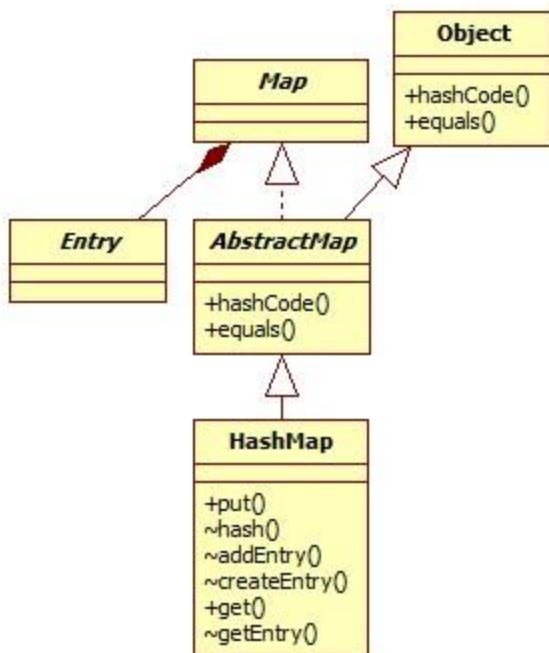 Object
+hashCode()
+equals()
Map
Entry
AbstractMap
+hashCode()
+equals()
HashMap
+put()
~hash()
~addEntry()
~createEntry()
+get()
~getEntry()